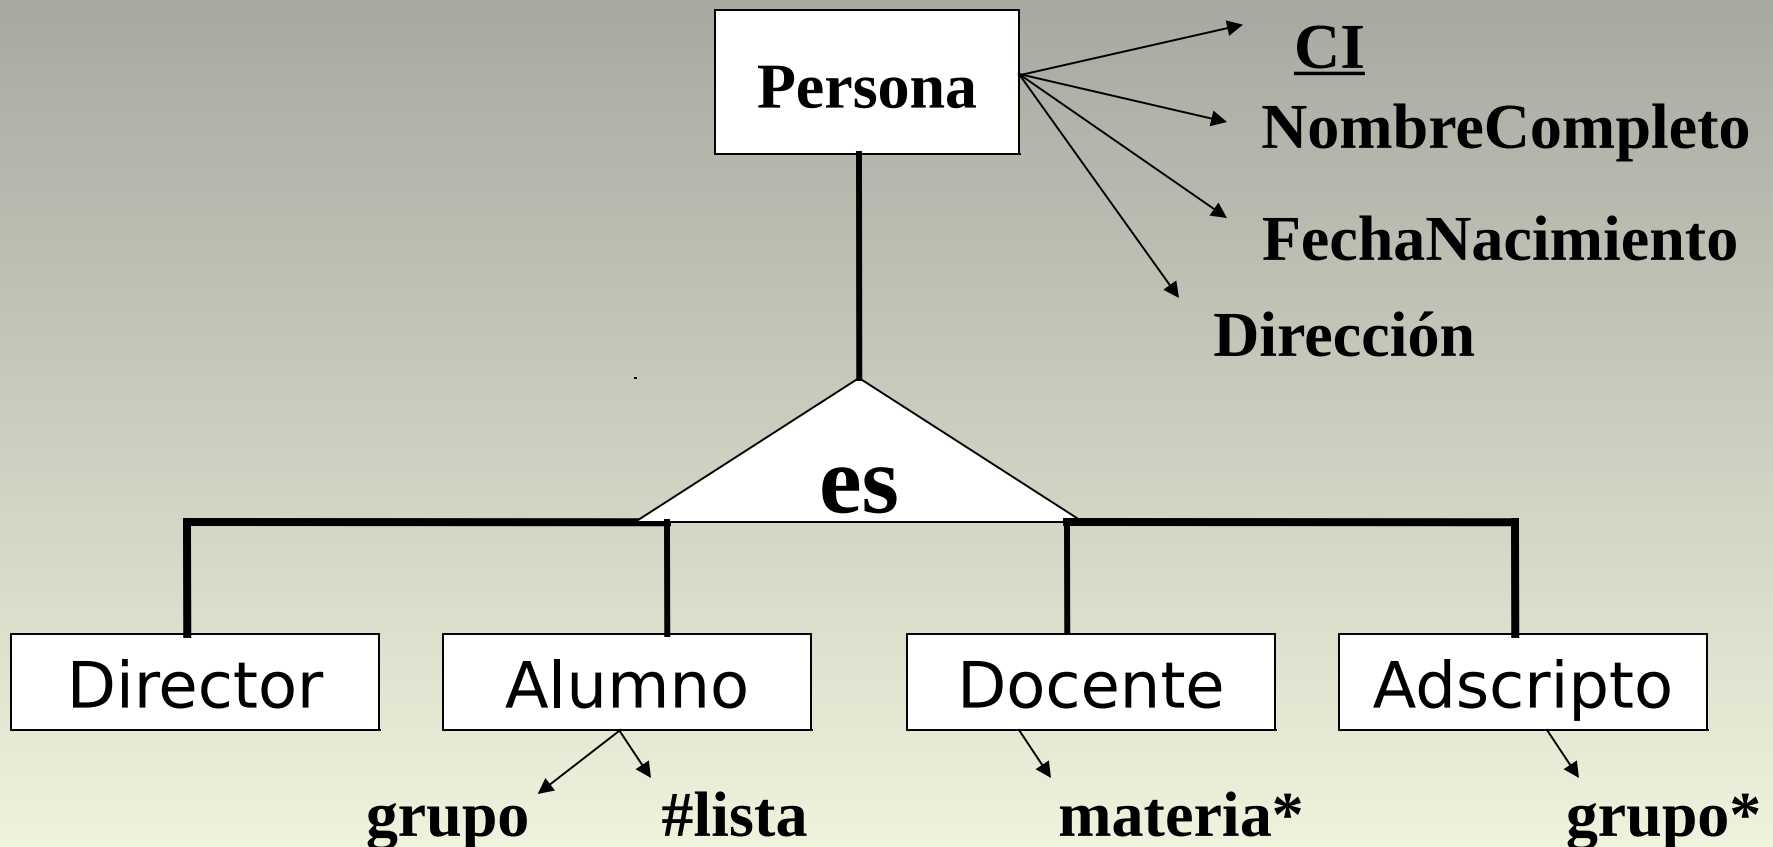 CI
Persona
NombreCompleto
FechaNacimiento
Dirección
es
Director
Alumno
Docente
Adscripto
grupo
#lista
materia*
grupo*